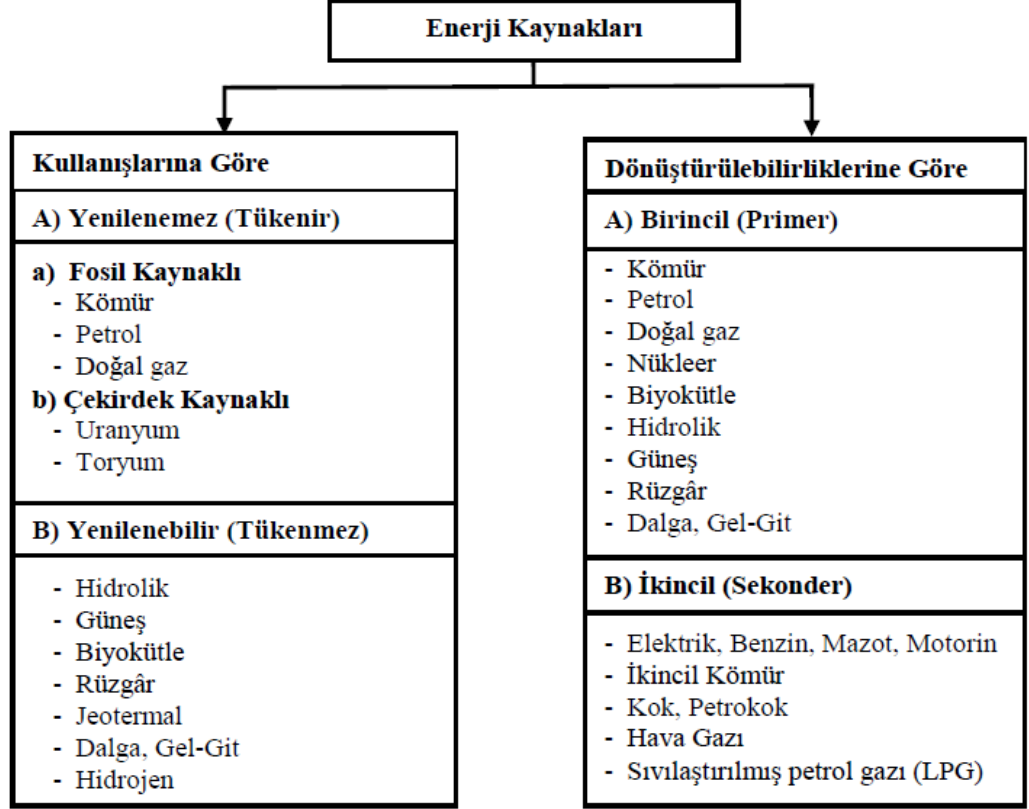 Enerji Kaynakları
Kullanışlarına Göre
A) Yenilenemez (Tükenir)
a) Fosil Kaynaklı
- Kömür
- Petrol
- Doğal gaz
b) Çekirdek Kaynaklı
- Uranyum
- Toryum
B) Yenilenebilir (Tükenmez)
- Hidrolik
- Güneş
- Biyokütle
- Rüzgâr
- Jeotermal
- Dalga, Gel-Git
- Hidrojen
Dönüştürülebilirliklerine Göre
A) Birincil (Primer)
- Kömür
- Petrol
- Doğal gaz
- Nükleer
- Biyokütle
- Hidrolik
- Güneş
- Rüzgâr
- Dalga, Gel-Git
B) İkincil (Sekonder)
- Elektrik, Benzin, Mazot, Motorin
- İkincil Kömür
- Kok, Petrokok
- Hava Gazı
- Sıvılaştırılmış petrol gazı (LPG)